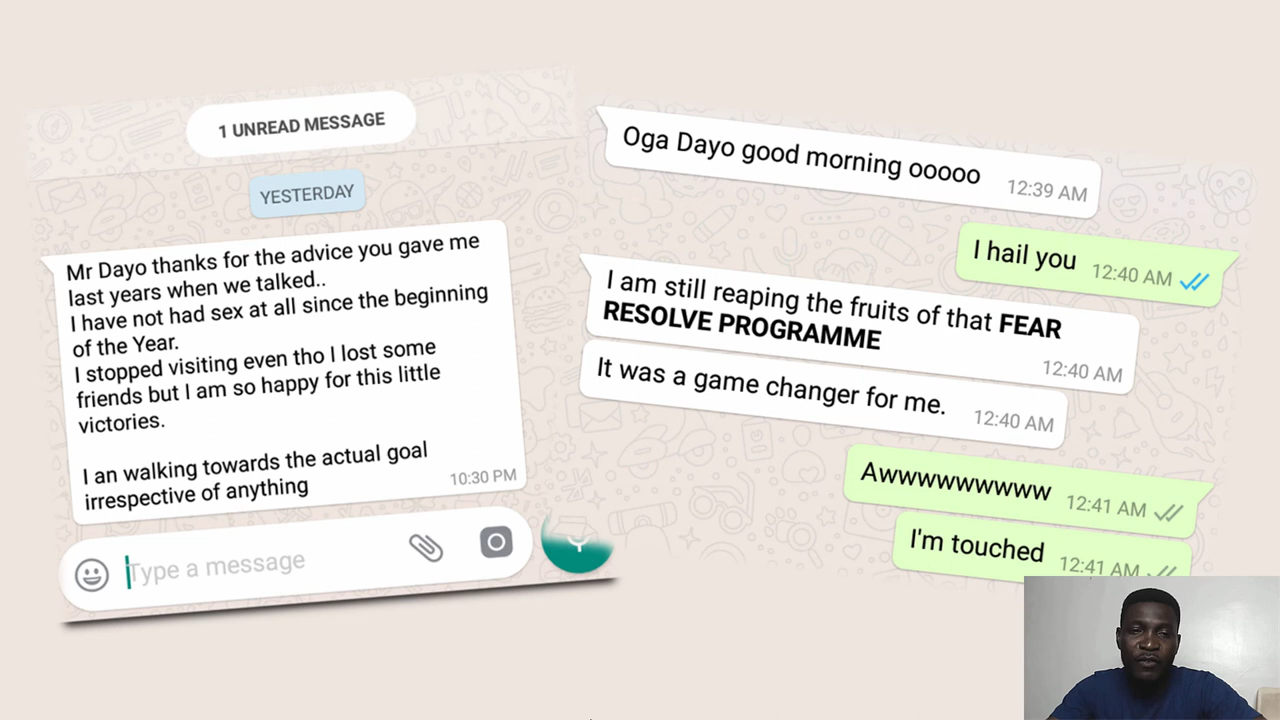 1 UNREAD MESSAGE
YESTERDAY
Mr Dayo thanks for the advice you gave me
last years when we talked..
I have not had sex at all since the beginning
of the Year.
I stopped visiting even tho I lost some
friends but I am so happy for this little
victories.
I an walking towards the actual goal
irrespective of anything
10:30 PM
Type a message
Oga Dayo good morning ooooo
12:39 AM
I hail you
12:40 AM
I am still reaping the fruits of that FEAR
RESOLVE PROGRAMME
12:40 AM
It was a game changer for me.
12:40 AM
Awwwwwwwww
12:41 AM
I'm touched
12:41 AM